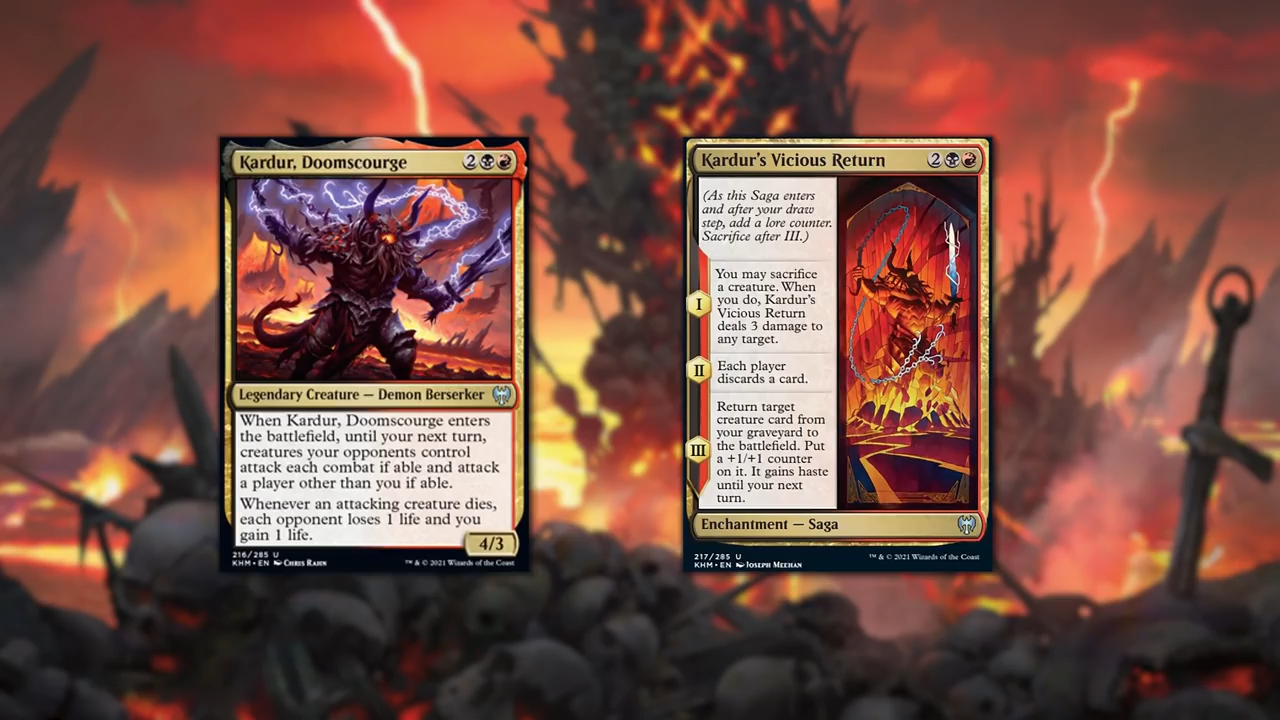 Kardur, Doomscourge 2
Legendary Creature — Demon Berserker
When Kardur, Doomscourge enters
the battlefield, until your next turn,
creatures your opponents control
attack each combat if able and attack
a player other than you if able.
Whenever an attacking creature dies,
each opponent loses 1 life and you
gain 1 life.
4/3
216/285 U
KHM • EN Chris Rahn
™ & © 2021 Wizards of the Coast
Kardur's Vicious Return 2
(As this Saga enters
and after your draw
step, add a lore counter.
Sacrifice after III.)
I
You may sacrifice
a creature. When
you do, Kardur's
Vicious Return
deals 3 damage to
any target.
II
Each player
discards a card.
III
Return target
creature card from
your graveyard to
the battlefield. Put
a +1/+1 counter
on it. It gains haste
until your next
turn.
Enchantment — Saga
217/285 U
KHM • EN Joseph Meehan
™ & © 2021 Wizards of the Coast